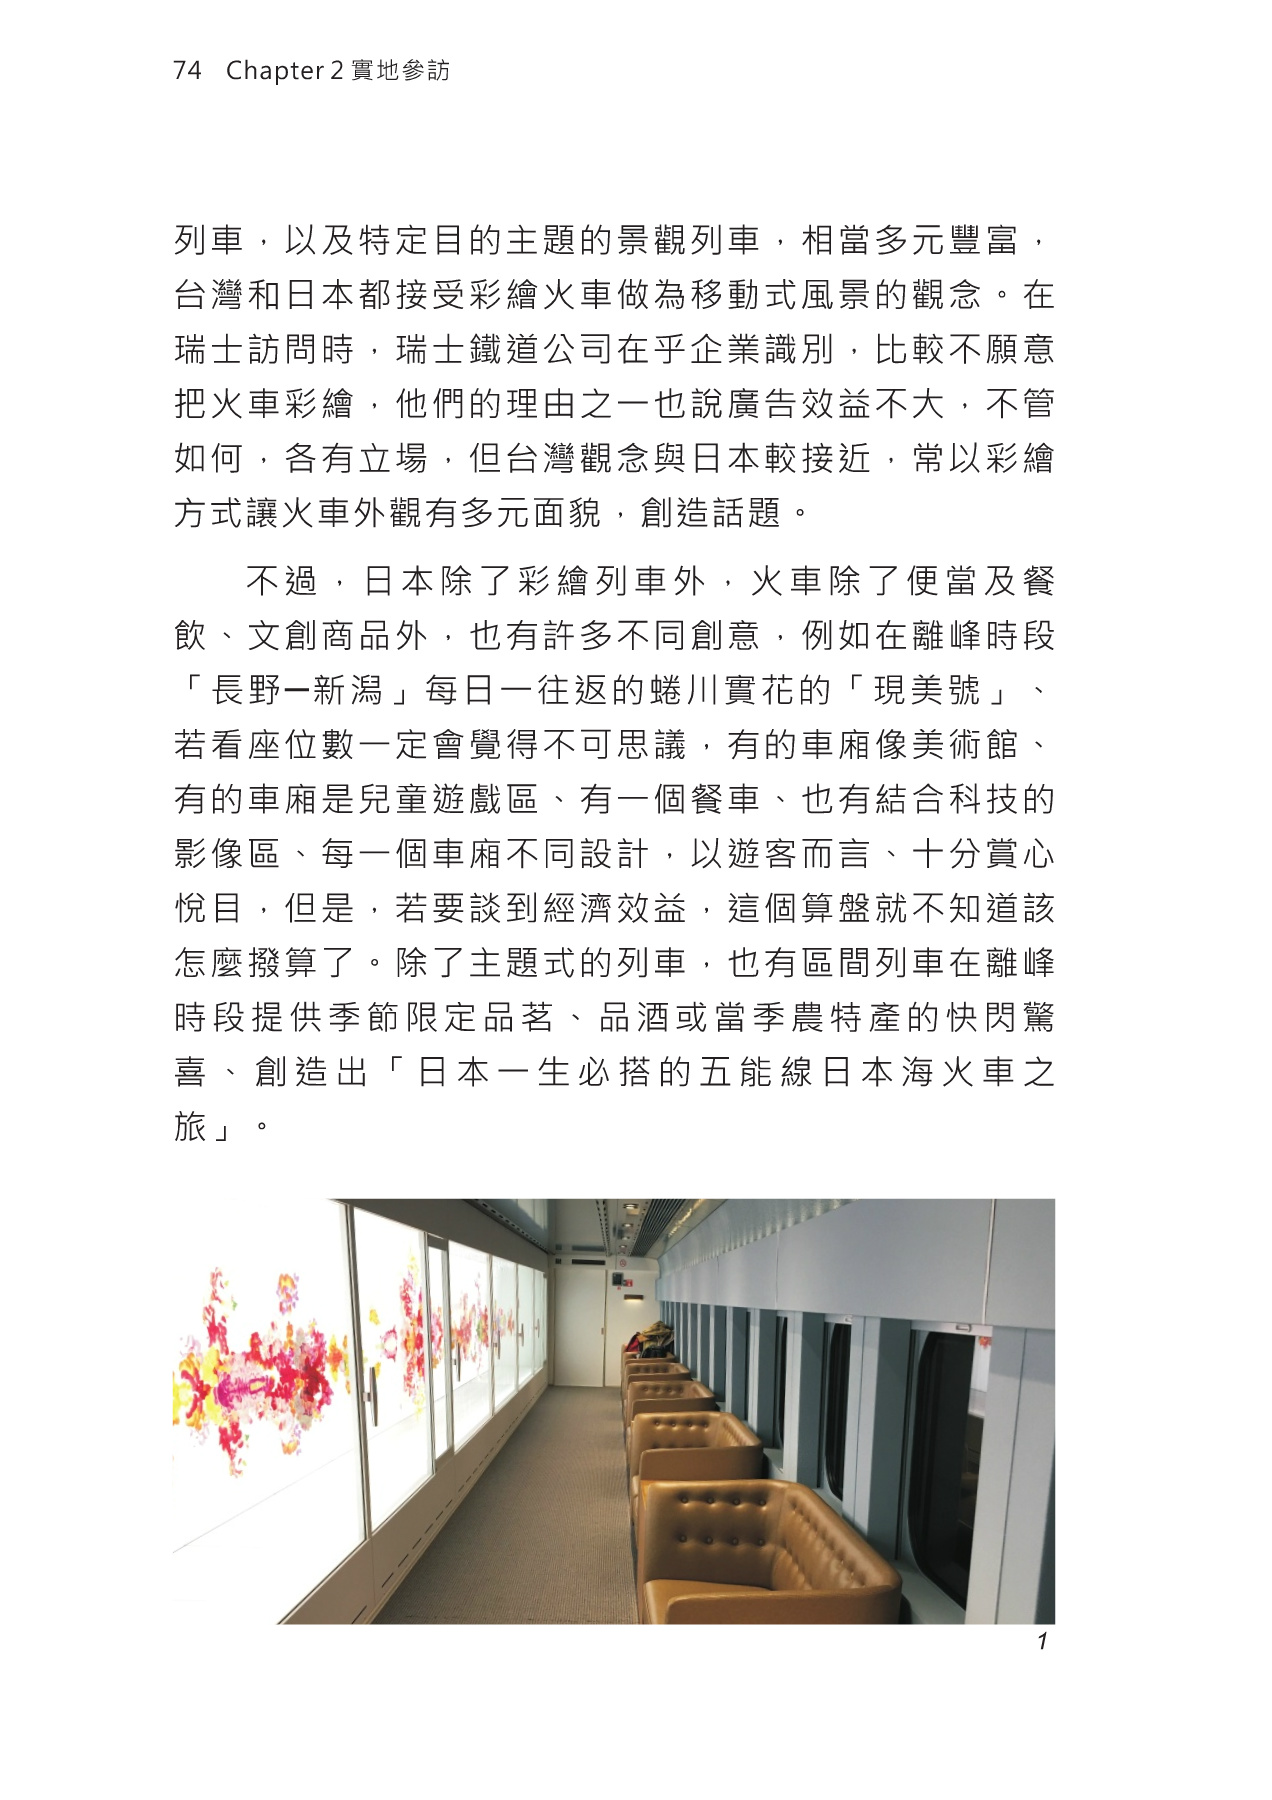 74 Chapter 2 實地參訪
列車，以及特定目的主題的景觀列車，相當多元豐富，
台灣和日本都接受彩繪火車做為移動式風景的觀念。在
瑞士訪問時，瑞士鐵道公司在乎企業識別，比較不願意
把火車彩繪，他們的理由之一也說廣告效益不大，不管
如何，各有立場，但台灣觀念與日本較接近，常以彩繪
方式讓火車外觀有多元面貌，創造話題。
不過，日本除了彩繪列車外，火車除了便當及餐
飲、文創商品外，也有許多不同創意，例如在離峰時段
「長野—新潟」每日一往返的蜷川實花的「現美號」、
若看座位數一定會覺得不可思議，有的車廂像美術館、
有的車廂是兒童遊戲區、有一個餐車、也有結合科技的
影像區、每一個車廂不同設計，以遊客而言、十分賞心
悅目，但是，若要談到經濟效益，這個算盤就不知道該
怎麼撥算了。除了主題式的列車，也有區間列車在離峰
時段提供季節限定品茗、品酒或當季農特產的快閃驚
喜、創造出「日本一生必搭的五能線日本海火車之
旅」。
1